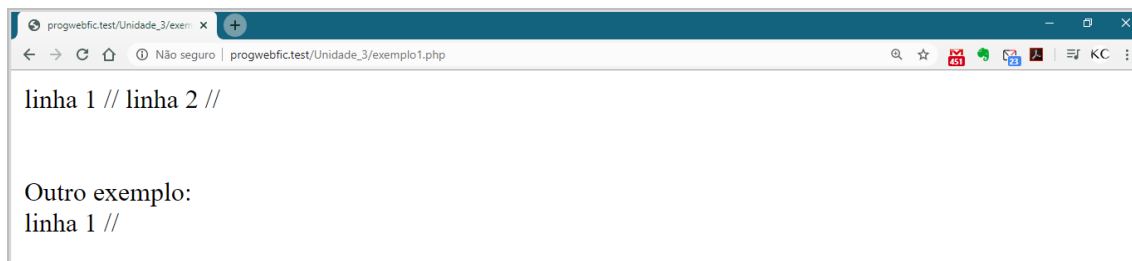 progwebfic.test/Unidade_3/exem
Não seguro | progwebfic.test/Unidade_3/exemplo1.php
451
23
KC
linha 1 // linha 2 //
Outro exemplo:
linha 1 //